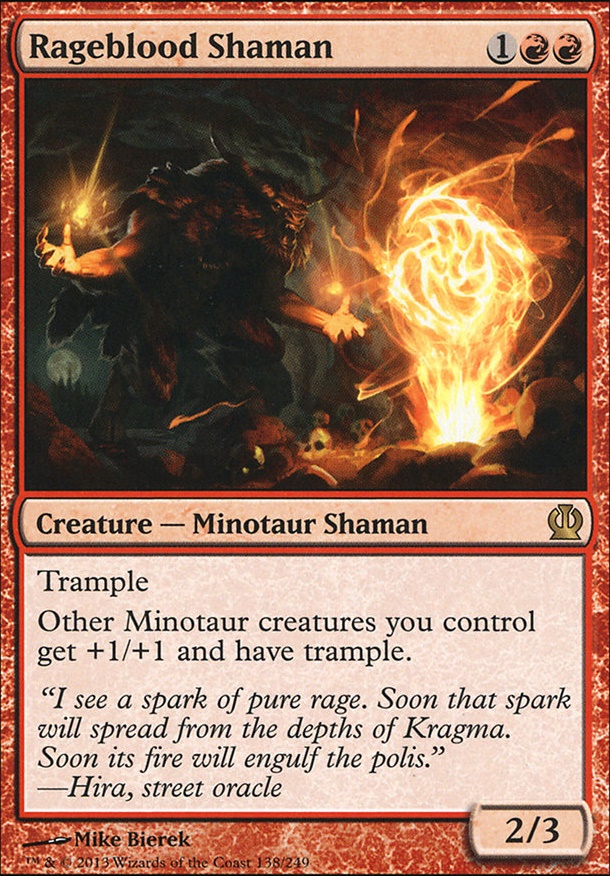 Rageblood Shaman 1
Creature — Minotaur Shaman
Trample
Other Minotaur creatures you control
get +1/+1 and have trample.
“I see a spark of pure rage. Soon that spark
will spread from the depths of Kragma.
Soon its fire will engulf the polis.”
—Hira, street oracle
2/3
Mike Bierek
™ & © 2013 Wizards of the Coast 138/249